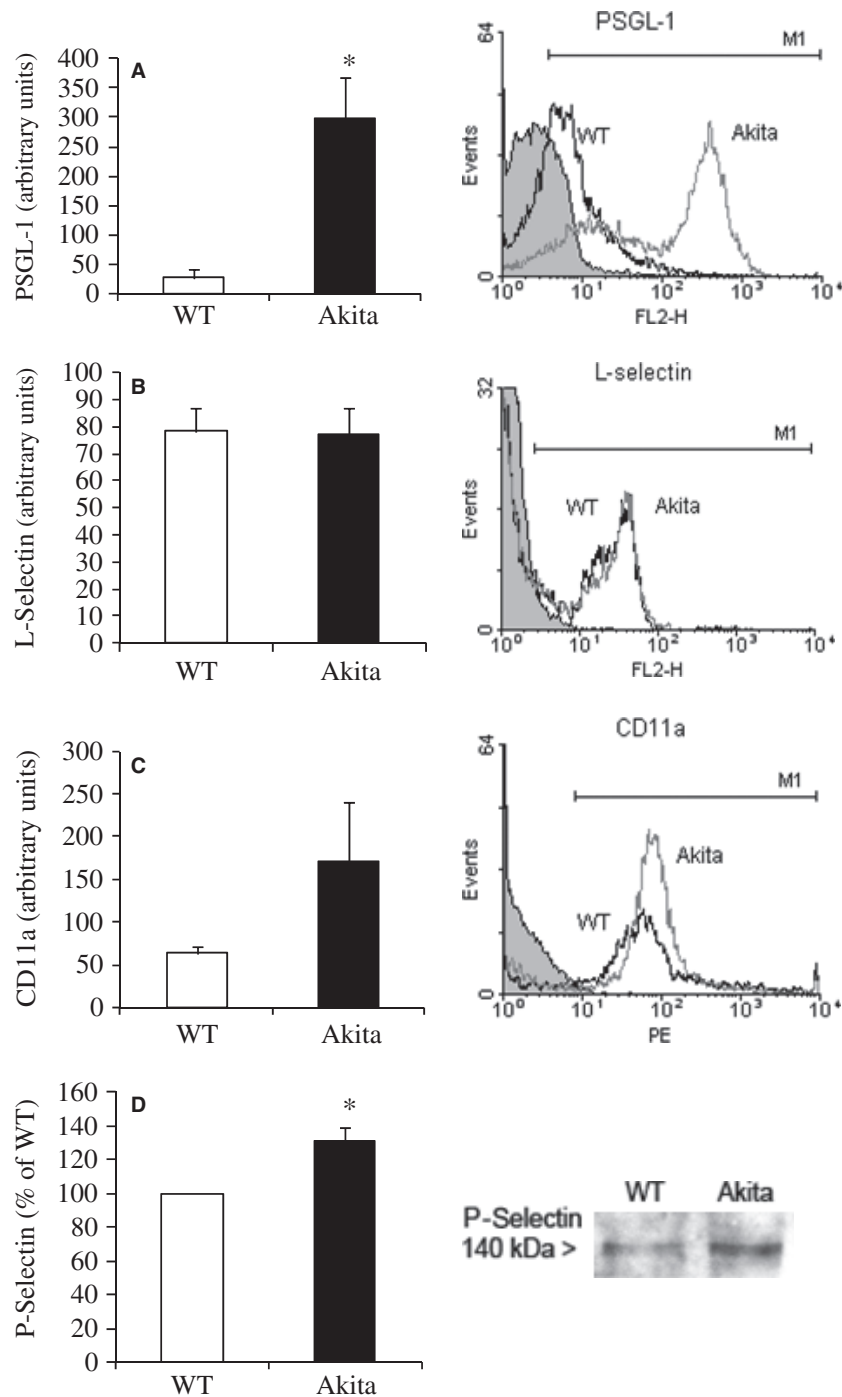 A
PSGL-1 (arbitrary units)
400
350
300
250
200
150
100
50
0
*
WT Akita
PSGL-1
64
M1
WT
Akita
Events
0
10⁰ 10¹ 10² 10³ 10⁴
FL2-H
B
L-Selectin (arbitrary units)
100
90
80
70
60
50
40
30
20
10
0
WT Akita
L-selectin
32
M1
WT Akita
Events
0
10⁰ 10¹ 10² 10³ 10⁴
FL2-H
C
CD11a (arbitrary units)
300
250
200
150
100
50
0
WT Akita
CD11a
64
M1
Akita
WT
Events
0
10⁰ 10¹ 10² 10³ 10⁴
PE
D
P-Selectin (% of WT)
160
140
120
100
80
60
40
20
0
*
WT Akita
WT Akita
P-Selectin
140 kDa >